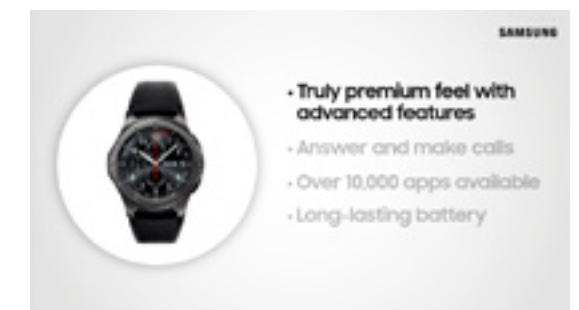 SAMSUNG
• Truly premium feel with
advanced features
• Answer and make calls
• Over 10,000 apps available
• Long-lasting battery